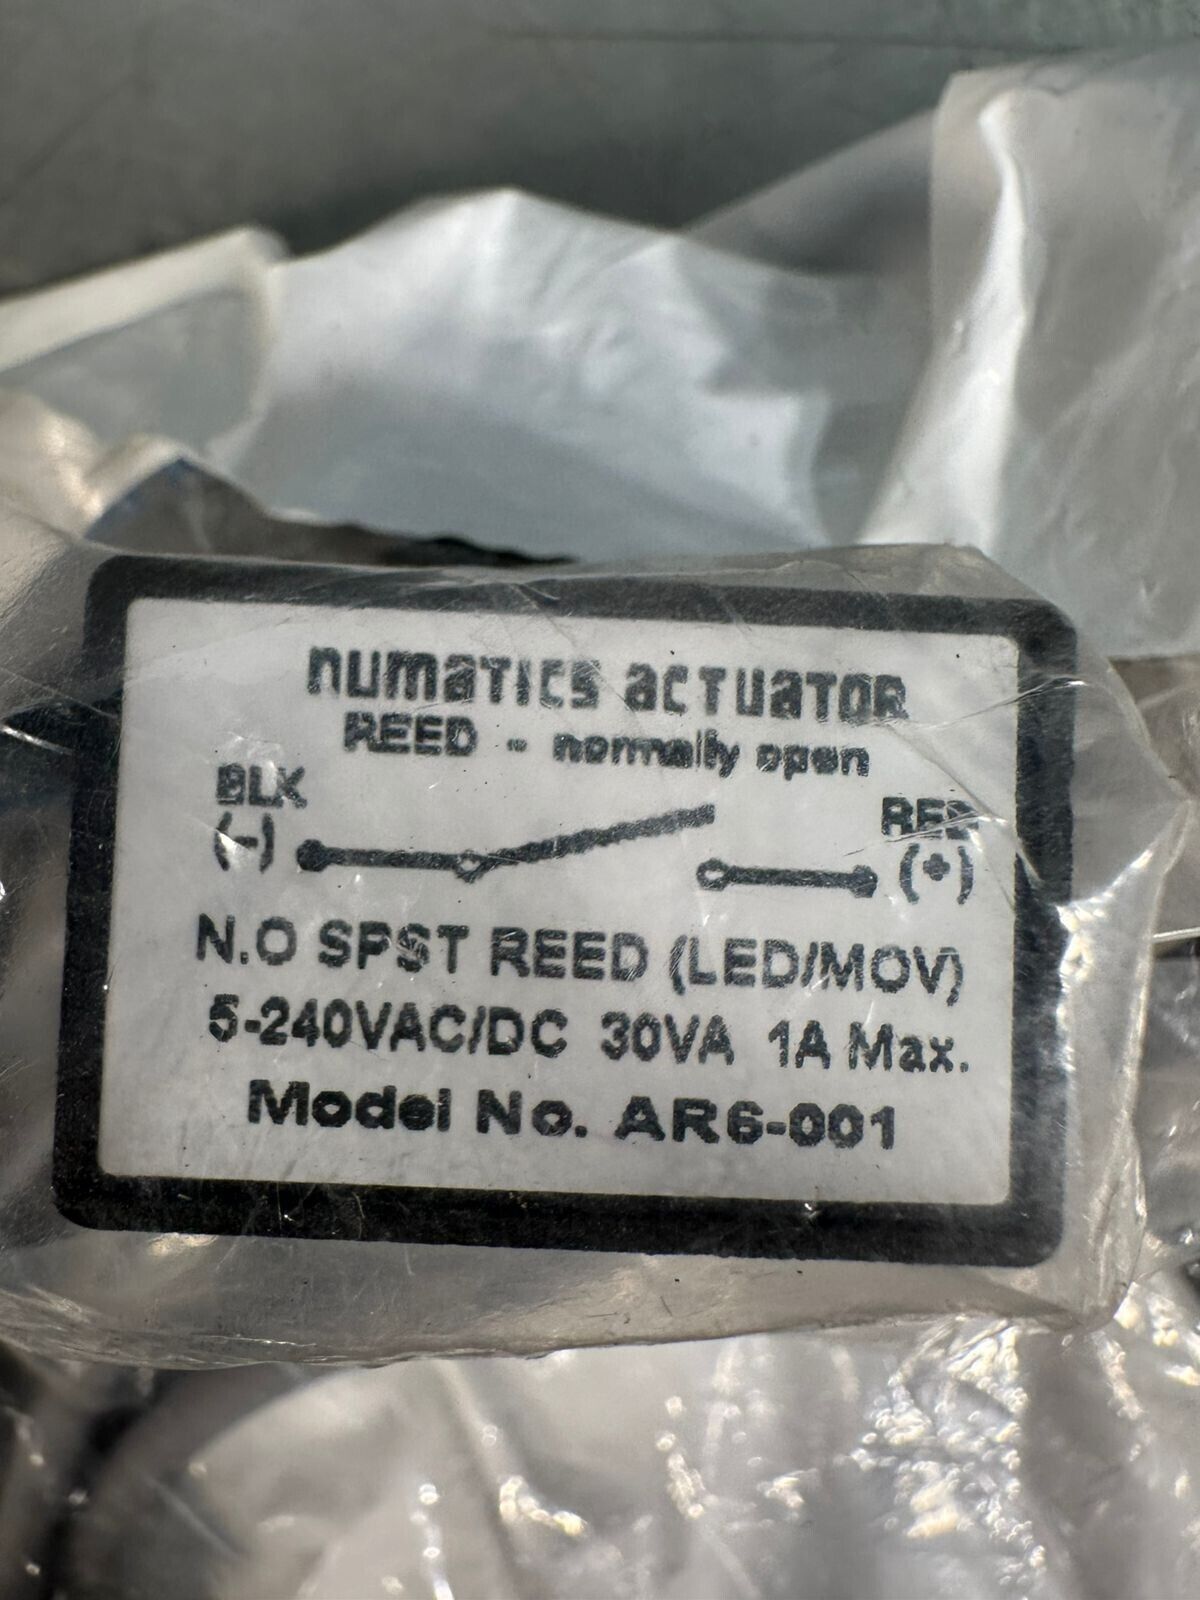 numatics actuator
REED - normally open
BLK RED
(-) (+)
N.O SPST REED (LED/MOV)
5-240VAC/DC 30VA 1A Max.
Model No. AR6-001